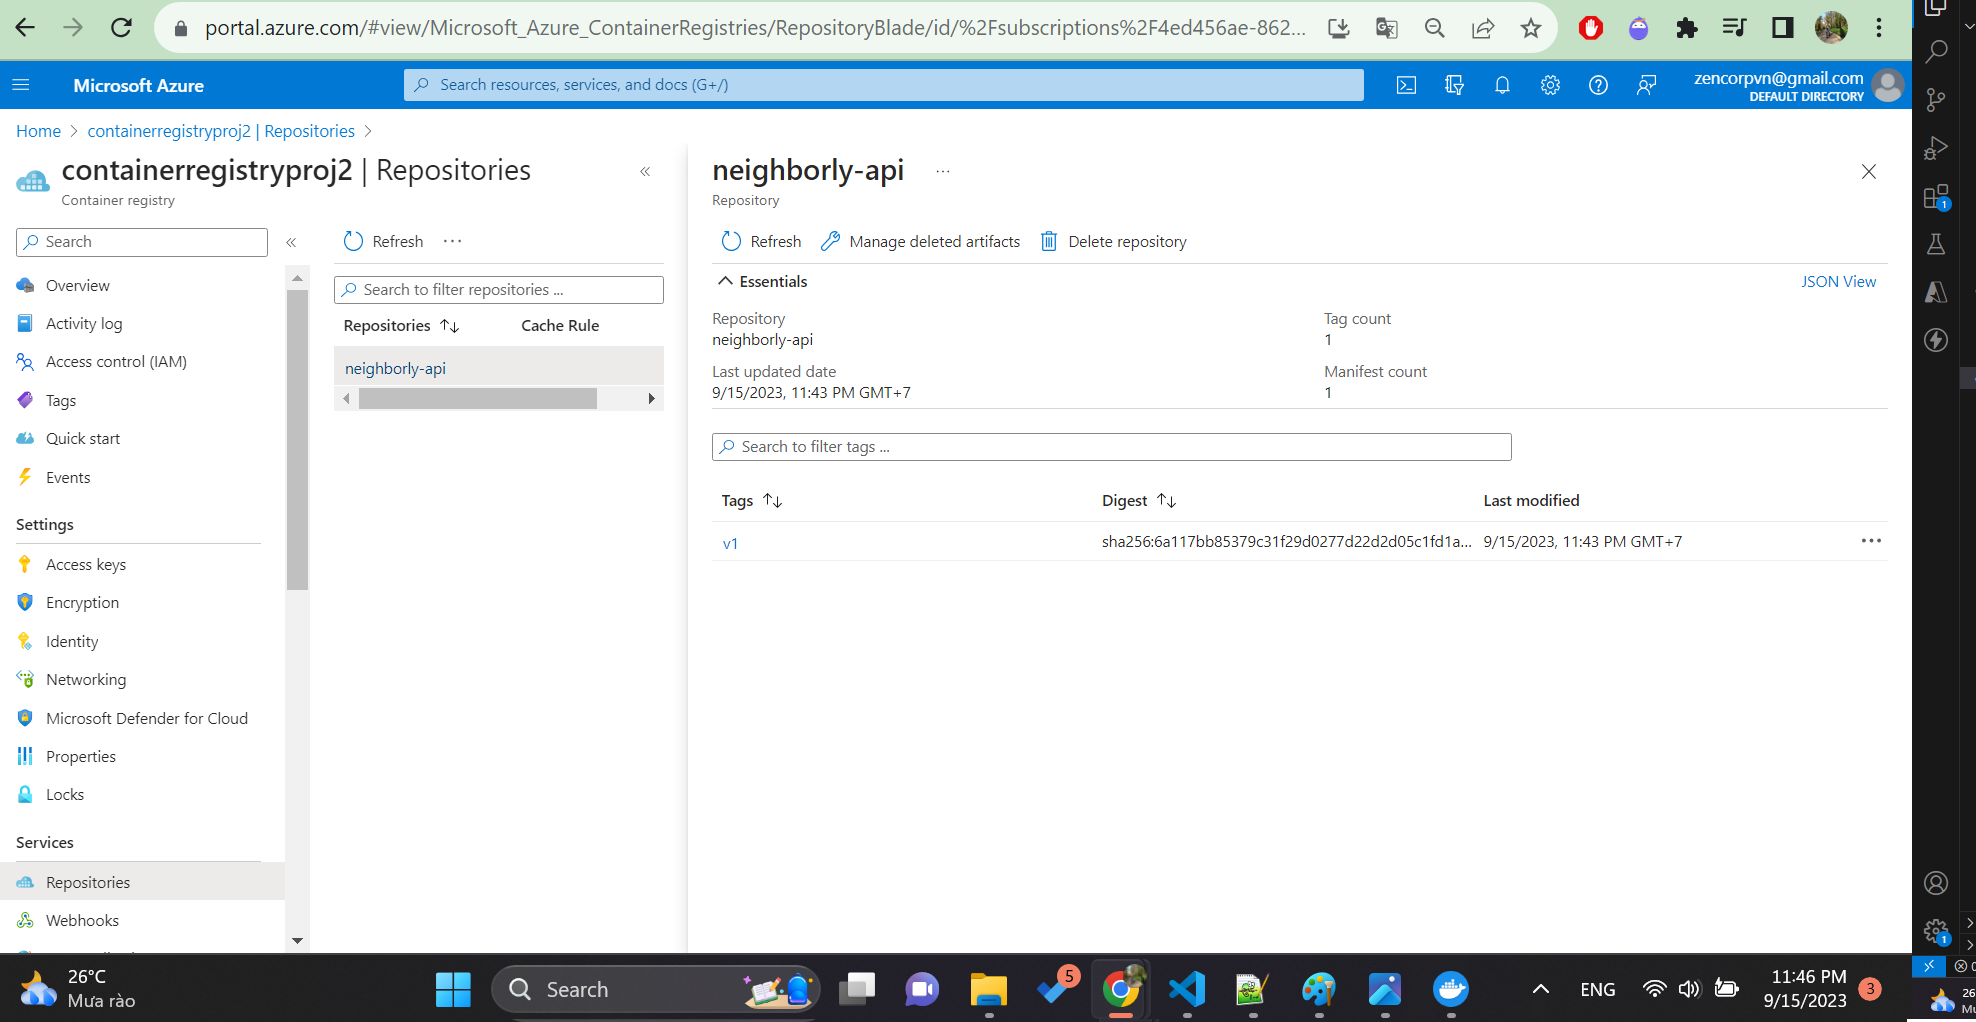 portal.azure.com/#view/Microsoft_Azure_ContainerRegistries/RepositoryBlade/id/%2Fsubscriptions%2F4ed456ae-862...
Microsoft Azure
Search resources, services, and docs (G+/)
zencorpvn@gmail.com
DEFAULT DIRECTORY
Home > containerregistryproj2 | Repositories >
containerregistryproj2 | Repositories
Container registry
Search
Overview
Activity log
Access control (IAM)
Tags
Quick start
Events
Settings
Access keys
Encryption
Identity
Networking
Microsoft Defender for Cloud
Properties
Locks
Services
Repositories
Webhooks
Refresh
Search to filter repositories ...
Repositories Cache Rule
neighborly-api
neighborly-api
Repository
Refresh Manage deleted artifacts Delete repository
Essentials
JSON View
Repository
neighborly-api
Tag count
1
Last updated date
9/15/2023, 11:43 PM GMT+7
Manifest count
1
Search to filter tags ...
Tags Digest Last modified
v1 sha256:6a117bb85379c31f29d0277d22d2d05c1fd1a... 9/15/2023, 11:43 PM GMT+7
1
1
0
26°C
Mưa rào
Search
5
ENG
11:46 PM
9/15/2023
3
26